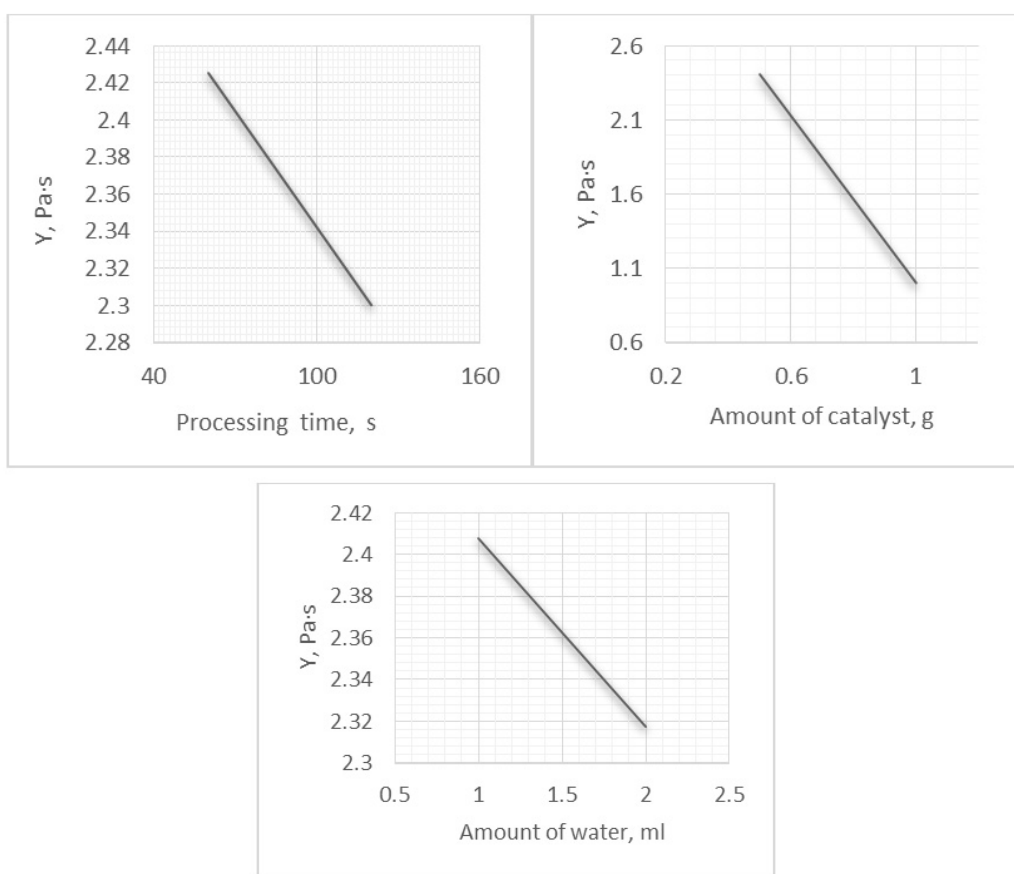 2.44
2.42
2.4
2.38
2.36
2.34
2.32
2.3
2.28
Y, Pa·s
40 100 160
Processing time, s
2.6
2.1
1.6
1.1
0.6
Y, Pa·s
0.2 0.6 1
Amount of catalyst, g
2.42
2.4
2.38
2.36
2.34
2.32
2.3
Y, Pa·s
0.5 1 1.5 2 2.5
Amount of water, ml